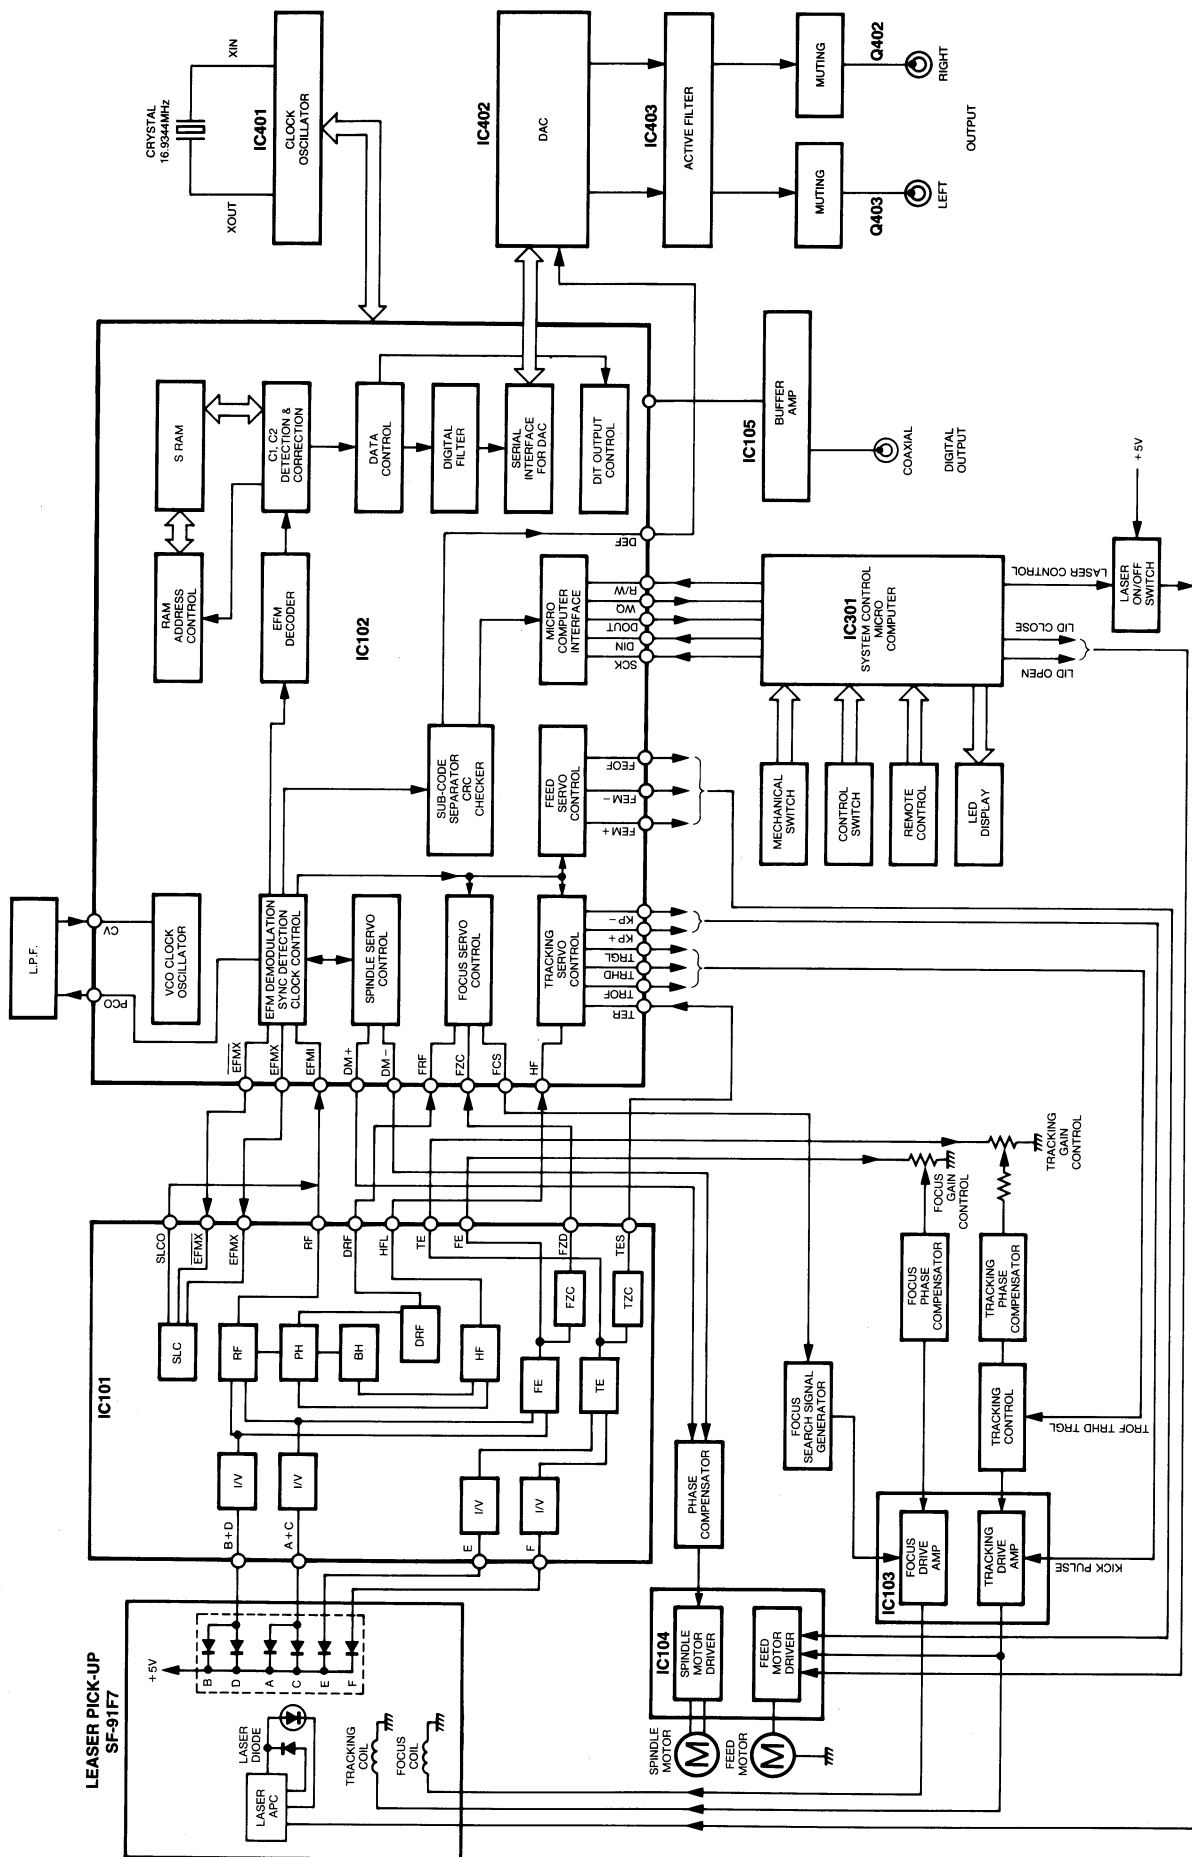 LEASER PICK-UP
SF-91F7
+5V
B
D
A
C
E
F
LASER
DIODE
LASER
APC
TRACKING
COIL
FOCUS
COIL
IC101
B+D
A+C
E
F
I/V
I/V
I/V
I/V
SLC
RF
PH
BH
DRF
HF
FE
TE
FZC
TZC
SLCO
EFMX
EFMX
RF
DRF
HFL
TE
FE
FZD
TES
L.P.F.
PCO
CV
IC102
EFMX
EFMX
EFMI
DM+
DM-
FRF
FZC
FCS
HF
VCO CLOCK
OSCILLATOR
EFM DEMODULATION
SYNC DETECTION
CLOCK CONTROL
SPINDLE SERVO
CONTROL
FOCUS SERVO
CONTROL
TRACKING
SERVO
CONTROL
TER
TROF
TRHD
TRGL
KP+
KP-
SUB-CODE
SEPARATOR
CRC
CHECKER
FEED
SERVO
CONTROL
FEM+
FEM-
FEOF
RAM
ADDRESS
CONTROL
S RAM
EFM
DECODER
C1, C2
DETECTION &
CORRECTION
DATA
CONTROL
DIGITAL
FILTER
SERIAL
INTERFACE
FOR DAC
DIT OUTPUT
CONTROL
MICRO
COMPUTER
INTERFACE
SCK
DIN
DOUT
WQ
R/W
DEF
CRYSTAL
16.9344MHz
XOUT
XIN
IC401
CLOCK
OSCILLATOR
IC402
DAC
IC403
ACTIVE FILTER
MUTING
MUTING
Q403
Q402
LEFT
RIGHT
OUTPUT
IC105
BUFFER
AMP
COAXIAL
DIGITAL
OUTPUT
IC301
SYSTEM CONTROL
MICRO
COMPUTER
MECHANICAL
SWITCH
CONTROL
SWITCH
REMOTE
CONTROL
LED
DISPLAY
LID OPEN
LID CLOSE
LASER CONTROL
LASER
ON/OFF
SWITCH
+5V
PHASE
COMPENSATOR
IC104
SPINDLE
MOTOR
DRIVER
FEED
MOTOR
DRIVER
SPINDLE
MOTOR
M
FEED
MOTOR
M
FOCUS
SEARCH SIGNAL
GENERATOR
FOCUS
PHASE
COMPENSATOR
FOCUS
GAIN
CONTROL
TRACKING
PHASE
COMPENSATOR
TRACKING
GAIN
CONTROL
TRACKING
CONTROL
TROF TRHD TRGL
IC103
FOCUS
DRIVE
AMP
TRACKING
DRIVE
AMP
KICK PULSE